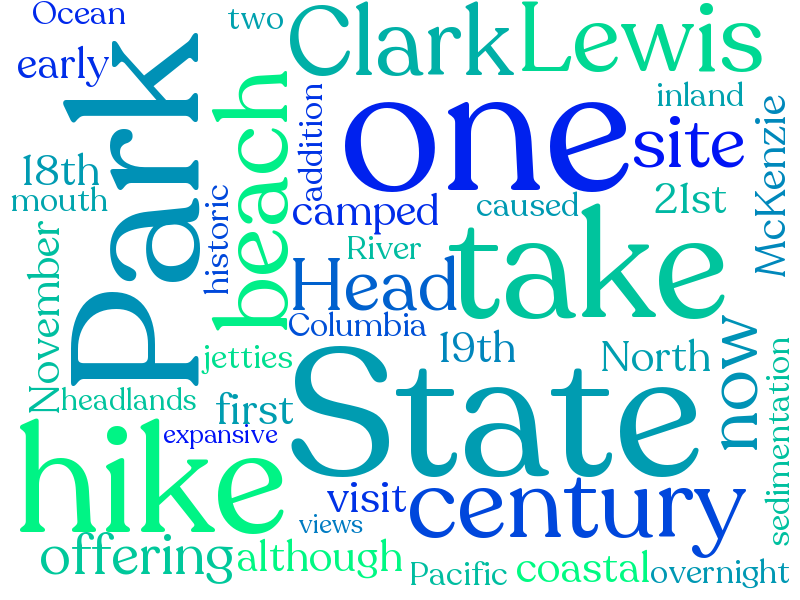 Ocean
two
Clark
Lewis
early
Park
beach
addition
one
inland
site
McKenzie
18th
mouth
historic
camped
caused
21st
November
River
take
Head
Columbia
jetties
19th
North
now
headlands
first
State
sedimentation
hike
expansive
visit
century
views
offering
although
Pacific
coastal
overnight